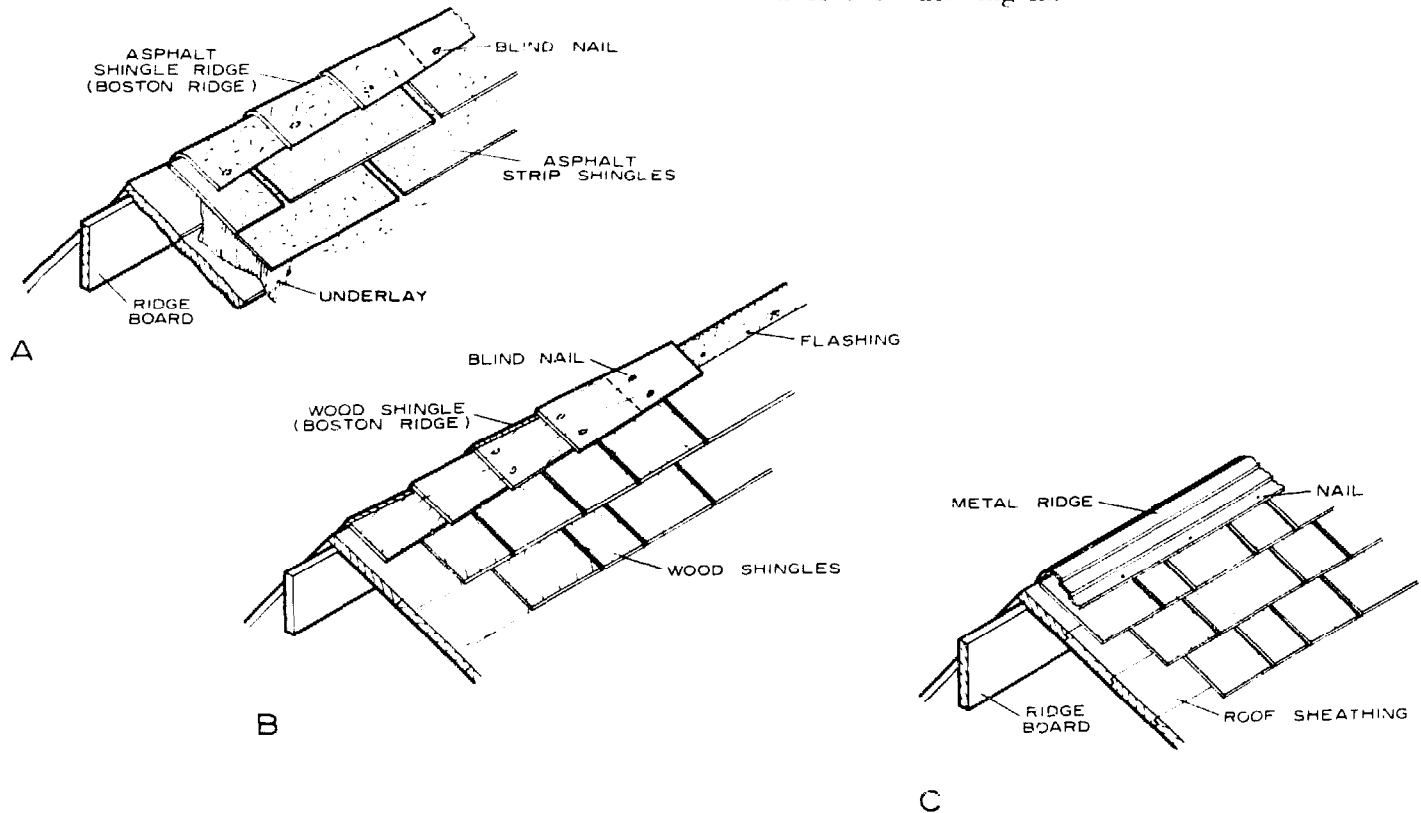 BLIND NAIL
ASPHALT
SHINGLE RIDGE
(BOSTON RIDGE)
ASPHALT
STRIP SHINGLES
UNDERLAY
RIDGE
BOARD
A
FLASHING
BLIND NAIL
WOOD SHINGLE
(BOSTON RIDGE)
WOOD SHINGLES
B
METAL RIDGE
NAIL
RIDGE
BOARD
ROOF SHEATHING
C